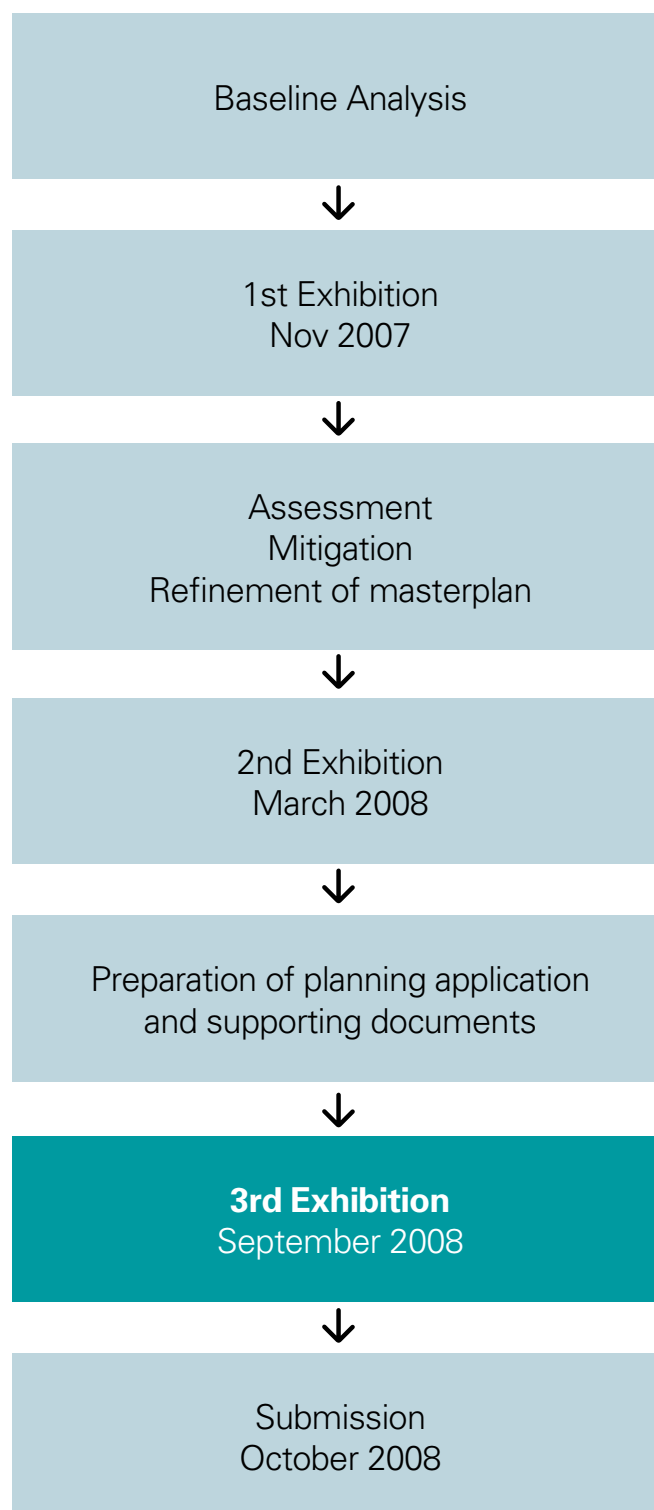 Baseline Analysis
1st Exhibition
Nov 2007
Assessment
Mitigation
Refinement of masterplan
2nd Exhibition
March 2008
Preparation of planning application
and supporting documents
3rd Exhibition
September 2008
Submission
October 2008